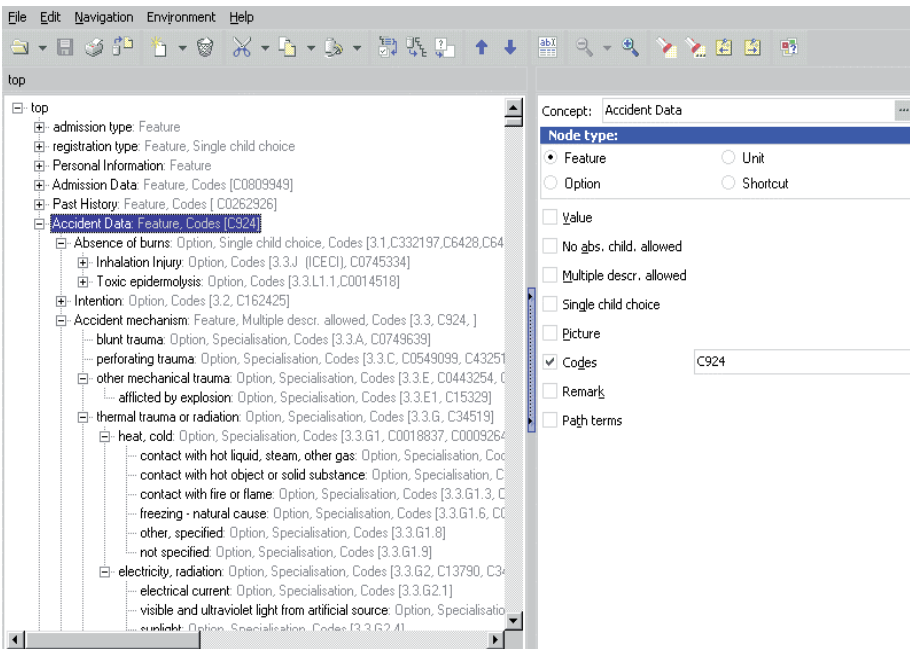 File Edit Navigation Environment Help
top
top
admission type: Feature
registration type: Feature, Single child choice
Personal Information: Feature
Admission Data: Feature, Codes [C0809949]
Past History: Feature, Codes [ C0262926]
Accident Data: Feature, Codes [C924]
Absence of burns: Option, Single child choice, Codes [3.1,C332197,C6428,C64
Inhalation Injury: Option, Codes [3.3.J (ICECI), C0745334]
Toxic epidermolysis: Option, Codes [3.3.L1.1,C0014518]
Intention: Option, Codes [3.2, C162425]
Accident mechanism: Feature, Multiple descr. allowed, Codes [3.3, C924, ]
blunt trauma: Option, Specialisation, Codes [3.3.A, C0749639]
perforating trauma: Option, Specialisation, Codes [3.3.C, C0549099, C43251
other mechanical trauma: Option, Specialisation, Codes [3.3.E, C0443254,
afflicted by explosion: Option, Specialisation, Codes [3.3.E1, C15329]
thermal trauma or radiation: Option, Specialisation, Codes [3.3.G, C34519]
heat, cold: Option, Specialisation, Codes [3.3.G1, C0018837, C0009264
contact with hot liquid, steam, other gas: Option, Specialisation, Coc
contact with hot object or solid substance: Option, Specialisation, C
contact with fire or flame: Option, Specialisation, Codes [3.3.G1.3, C
freezing - natural cause: Option, Specialisation, Codes [3.3.G1.6, C0
other, specified: Option, Specialisation, Codes [3.3.G1.8]
not specified: Option, Specialisation, Codes [3.3.G1.9]
electricity, radiation: Option, Specialisation, Codes [3.3.G2, C13790, C34
electrical current: Option, Specialisation, Codes [3.3.G2.1]
visible and ultraviolet light from artificial source: Option, Specialisatio
sunlight: Option, Specialisation, Codes [3.3.G2.4]
Concept: Accident Data ...
Node type:
Feature Unit
Option Shortcut
Value
No abs. child. allowed
Multiple descr. allowed
Single child choice
Picture
Codes C924
Remark
Path terms